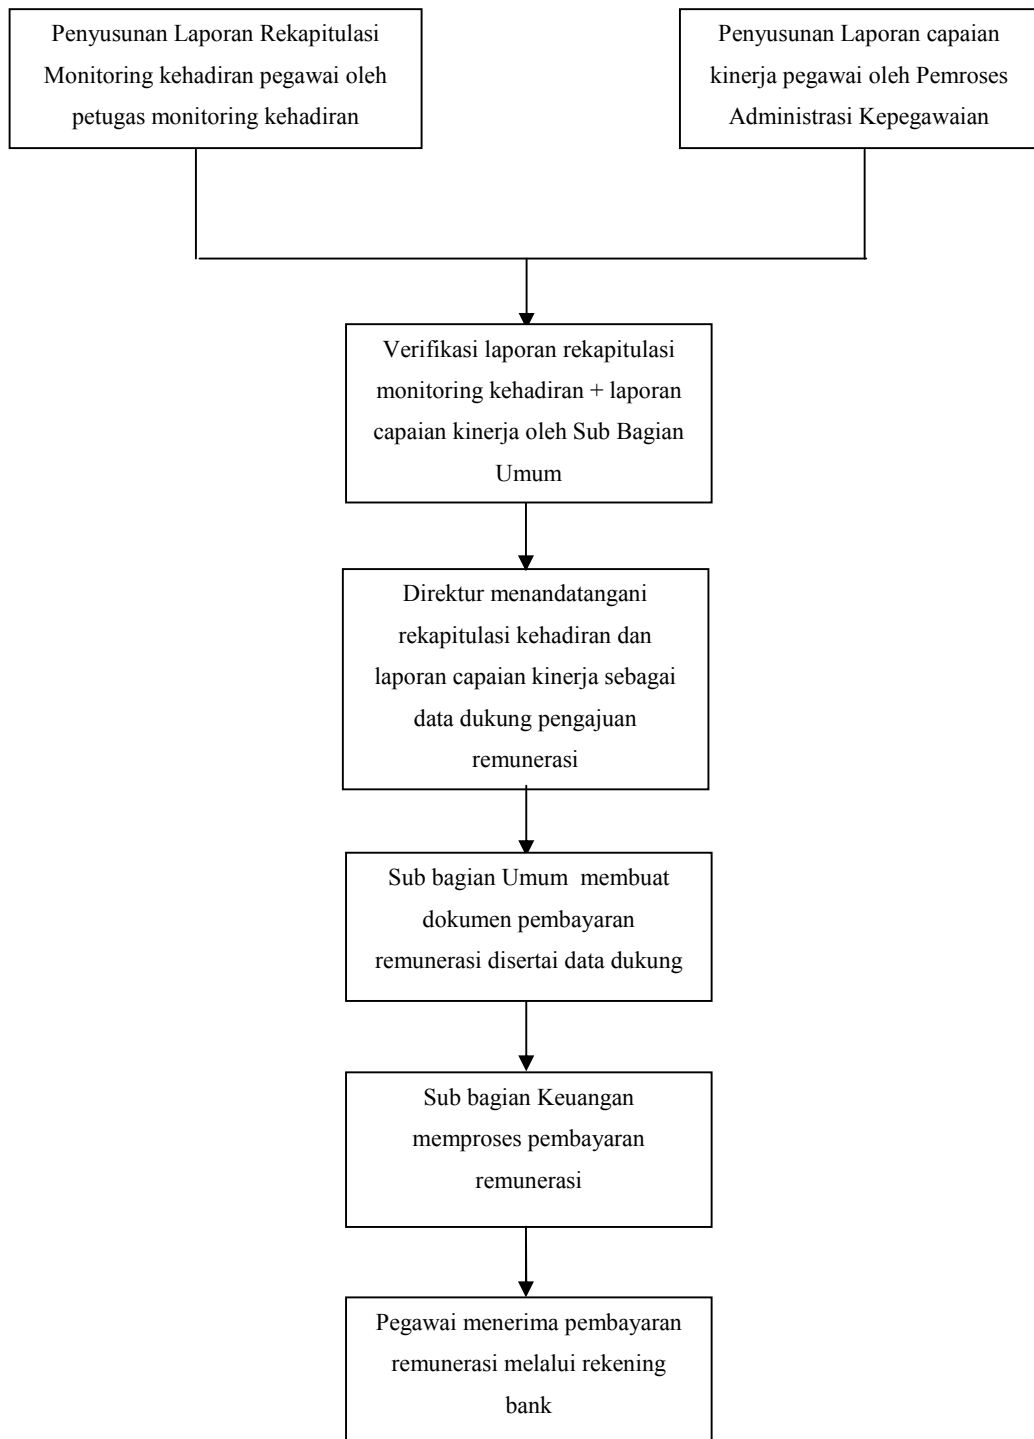 Penyusunan Laporan Rekapitulasi
Monitoring kehadiran pegawai oleh
petugas monitoring kehadiran
Penyusunan Laporan capaian
kinerja pegawai oleh Pemroses
Administrasi Kepegawaian
Verifikasi laporan rekapitulasi
monitoring kehadiran + laporan
capaian kinerja oleh Sub Bagian
Umum
Direktur menandatangani
rekapitulasi kehadiran dan
laporan capaian kinerja sebagai
data dukung pengajuan
remunerasi
Sub bagian Umum  membuat
dokumen pembayaran
remunerasi disertai data dukung
Sub bagian Keuangan
memproses pembayaran
remunerasi
Pegawai menerima pembayaran
remunerasi melalui rekening
bank